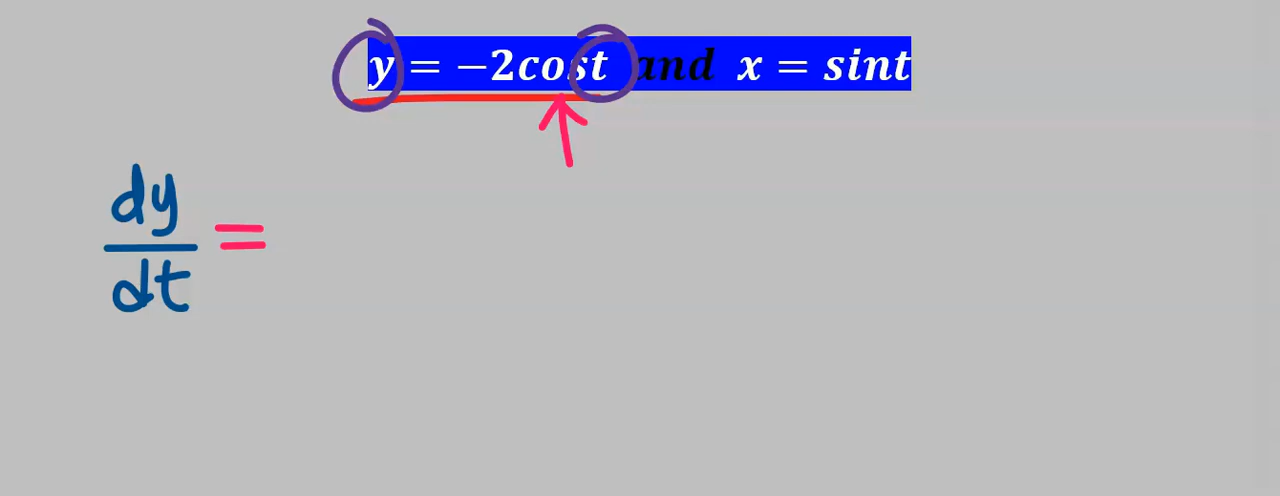 y = −2cost and x = sint
dy
dt =